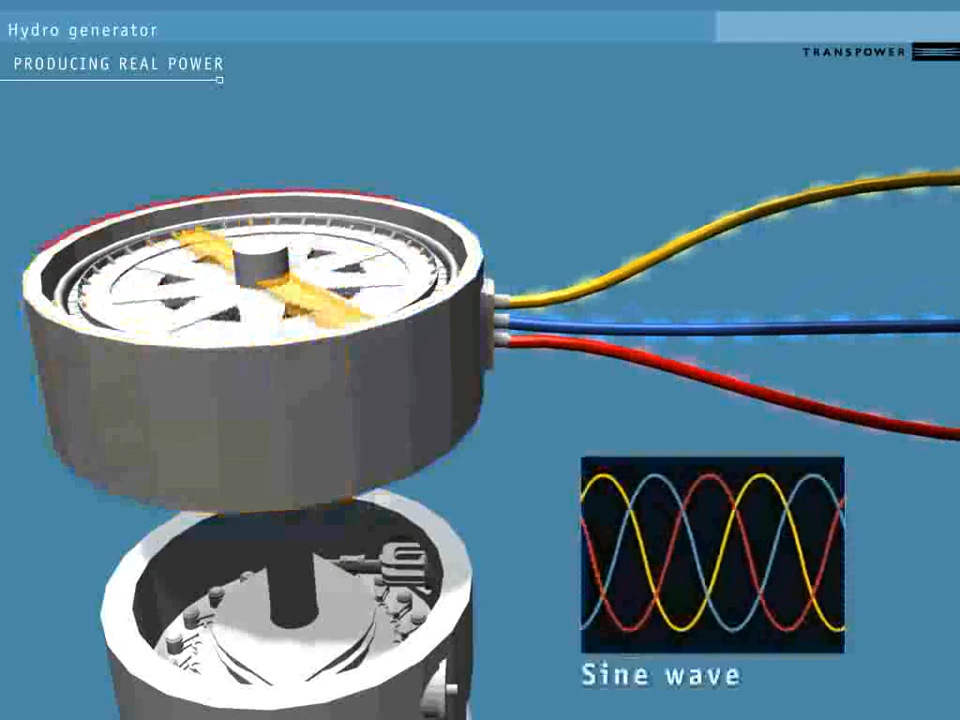 Hydro generator
PRODUCING REAL POWER
TRANSPOWER
Sine wave